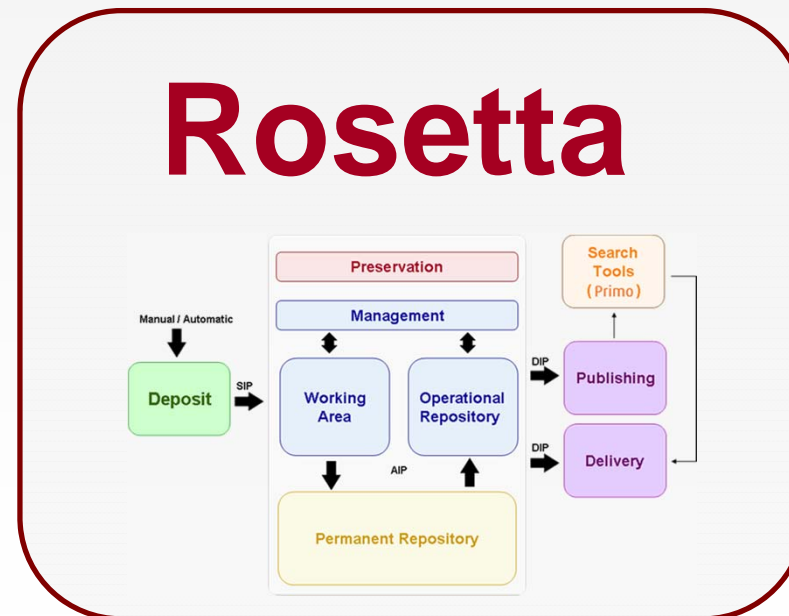 Rosetta
Preservation
Management
Manual / Automatic
Deposit
SIP
Working
Area
Operational
Repository
AIP
Permanent Repository
DIP
Publishing
DIP
Delivery
Search
Tools
(Primo)